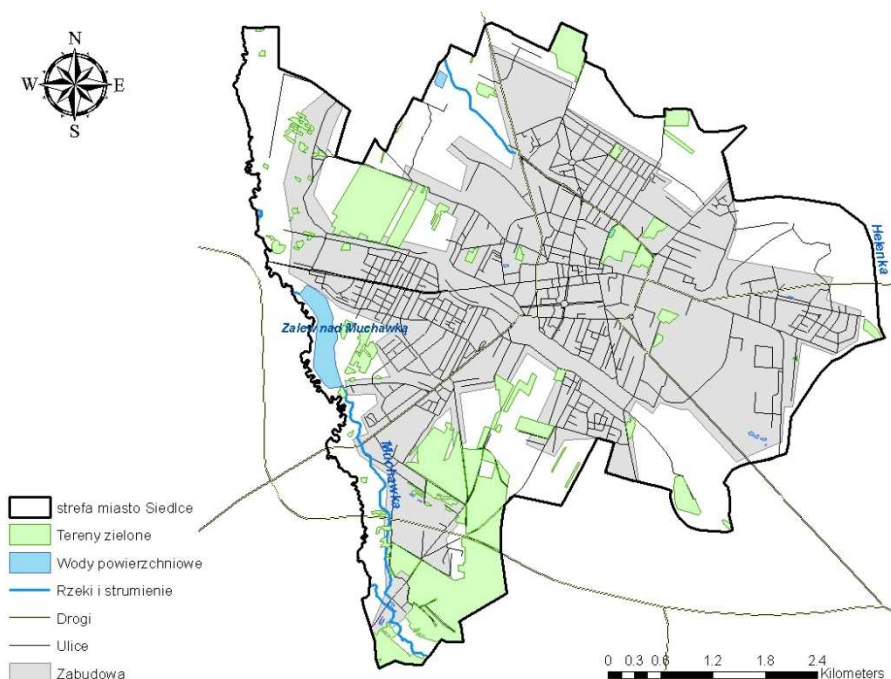 N
W E
S
Helenka
Zalew nad Muchawką
Muchawka
strefa miasto Siedlce
Tereny zielone
Wody powierzchniowe
Rzeki i strumienie
Drogi
Ulice
Zabudowa
0 0.3 0.6 1.2 1.8 2.4
Kilometers